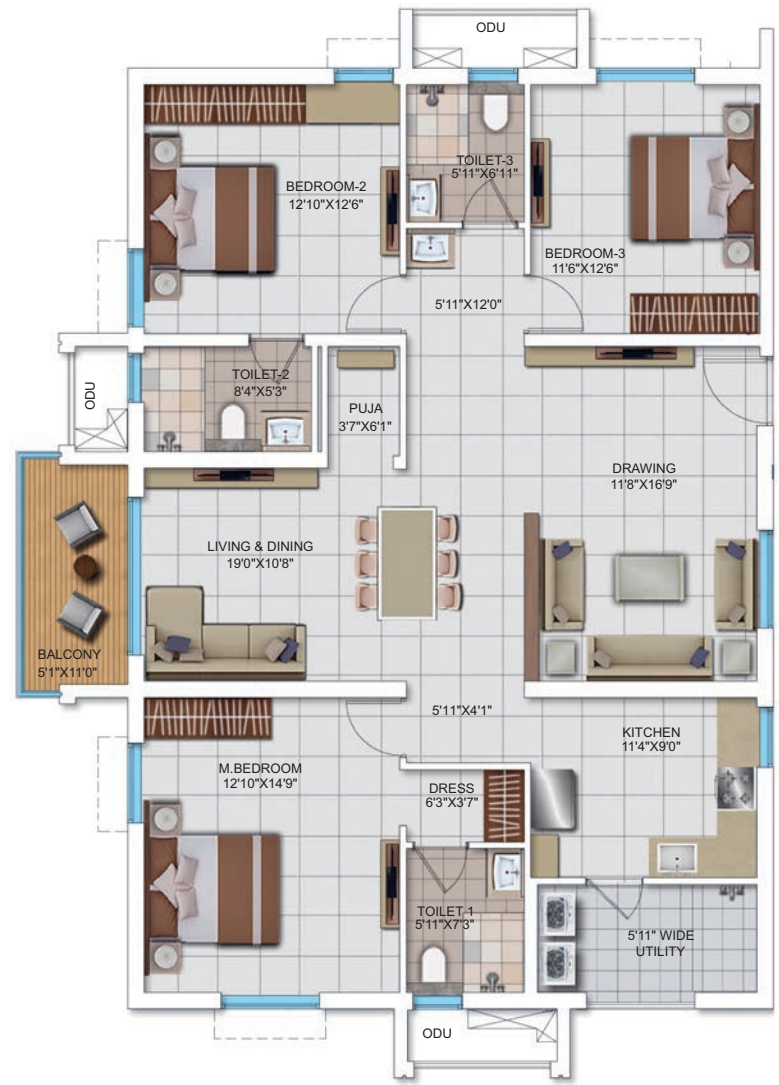 ODU
TOILET-3
5'11"X6'11"
BEDROOM-2
12'10"X12'6"
BEDROOM-3
11'6"X12'6"
5'11"X12'0"
ODU
TOILET-2
8'4"X5'3"
PUJA
3'7"X6'1"
DRAWING
11'8"X16'9"
LIVING & DINING
19'0"X10'8"
BALCONY
5'1"X11'0"
5'11"X4'1"
KITCHEN
11'4"X9'0"
M.BEDROOM
12'10"X14'9"
DRESS
6'3"X3'7"
TOILET-1
5'11"X7'3"
5'11" WIDE
UTILITY
ODU